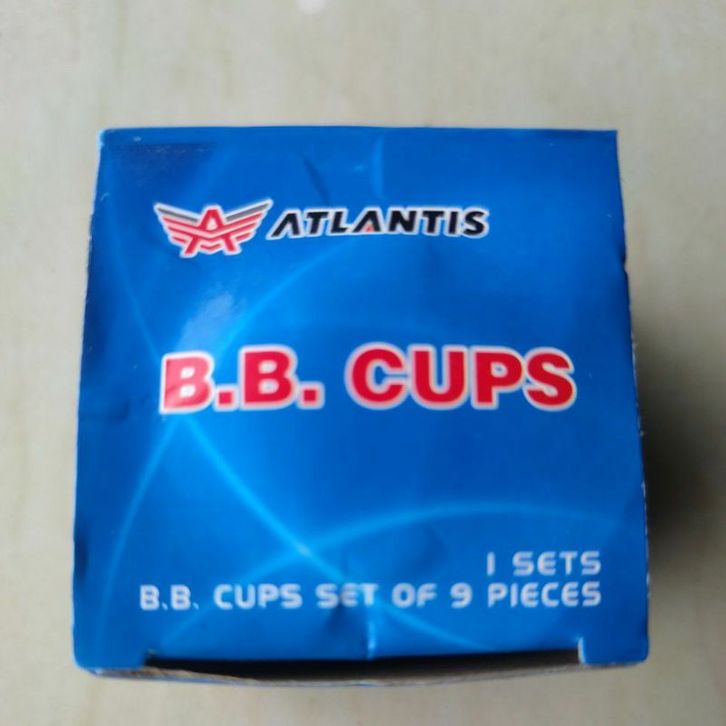 ATLANTIS
B.B. CUPS
1 SETS
B.B. CUPS SET OF 9 PIECES